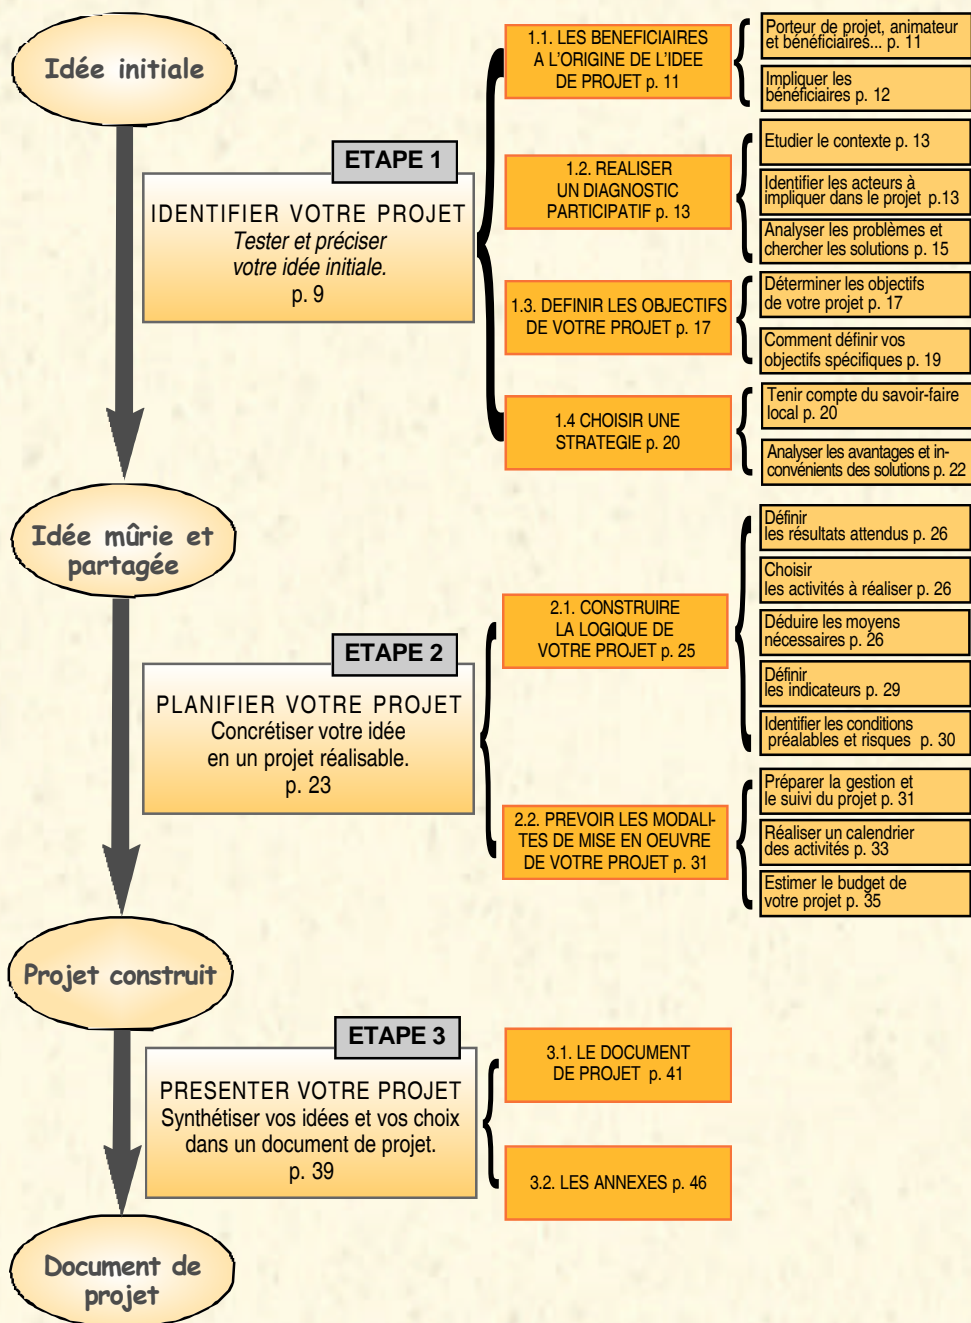 Idée initiale
ETAPE 1
IDENTIFIER VOTRE PROJET
Tester et préciser
votre idée initiale.
p. 9
1.1. LES BENEFICIAIRES
A L'ORIGINE DE L'IDEE
DE PROJET p. 11
Porteur de projet, animateur
et bénéficiaires... p. 11
Impliquer les
bénéficiaires p. 12
1.2. REALISER
UN DIAGNOSTIC
PARTICIPATIF p. 13
Etudier le contexte p. 13
Identifier les acteurs à
impliquer dans le projet p.13
Analyser les problèmes et
chercher les solutions p. 15
1.3. DEFINIR LES OBJECTIFS
DE VOTRE PROJET p. 17
Déterminer les objectifs
de votre projet p. 17
Comment définir vos
objectifs spécifiques p. 19
1.4 CHOISIR UNE
STRATEGIE p. 20
Tenir compte du savoir-faire
local p. 20
Analyser les avantages et in-
convénients des solutions p. 22
Idée mûrie et
partagée
ETAPE 2
PLANIFIER VOTRE PROJET
Concrétiser votre idée
en un projet réalisable.
p. 23
2.1. CONSTRUIRE
LA LOGIQUE DE
VOTRE PROJET p. 25
Définir
les résultats attendus p. 26
Choisir
les activités à réaliser p. 26
Déduire les moyens
nécessaires p. 26
Définir
les indicateurs p. 29
Identifier les conditions
préalables et risques p. 30
2.2. PREVOIR LES MODALI-
TES DE MISE EN OEUVRE
DE VOTRE PROJET p. 31
Préparer la gestion et
le suivi du projet p. 31
Réaliser un calendrier
des activités p. 33
Estimer le budget de
votre projet p. 35
Projet construit
ETAPE 3
PRESENTER VOTRE PROJET
Synthétiser vos idées et vos choix
dans un document de projet.
p. 39
3.1. LE DOCUMENT
DE PROJET p. 41
3.2. LES ANNEXES p. 46
Document de
projet